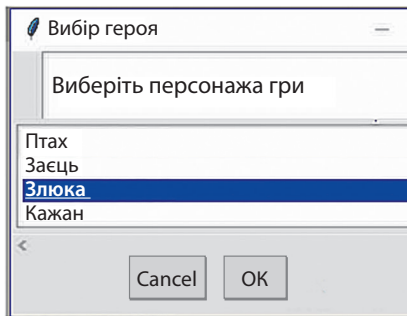 Вибір героя
Виберіть персонажа гри
Птах
Заєць
Злюка
Кажан
Cancel
OK